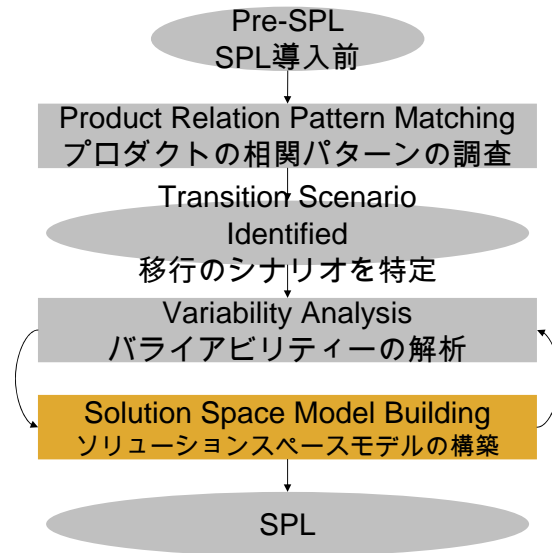 Pre-SPL
SPL導入前
Product Relation Pattern Matching
プロダクトの相関パターンの調査
Transition Scenario
Identified
移行のシナリオを特定
Variability Analysis
バライアビリティーの解析
Solution Space Model Building
ソリューションスペースモデルの構築
SPL